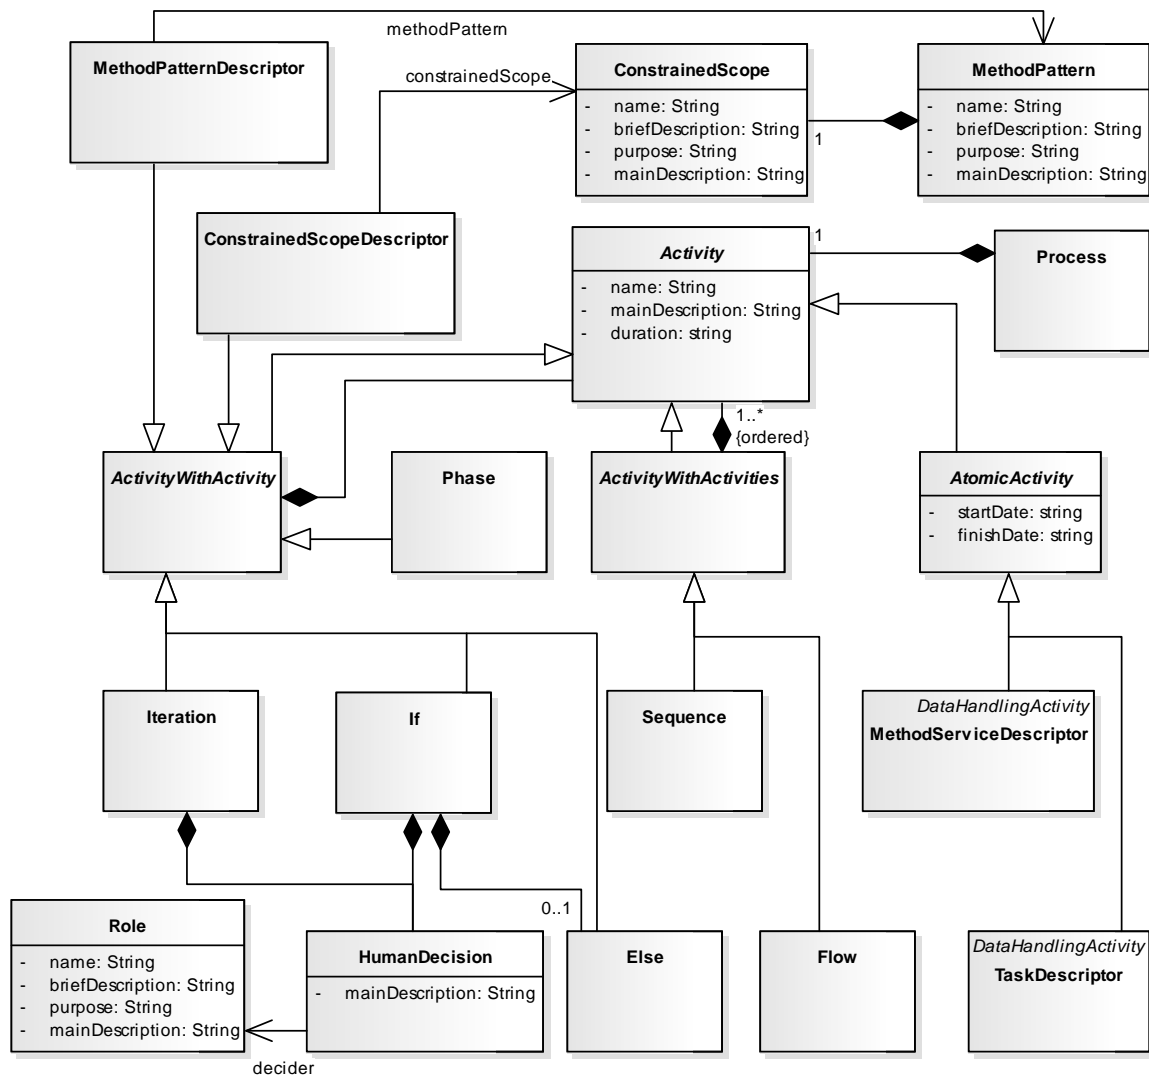 methodPattern
MethodPatternDescriptor
constrainedScope
ConstrainedScope
- name: String
- briefDescription: String
- purpose: String
- mainDescription: String
1
MethodPattern
- name: String
- briefDescription: String
- purpose: String
- mainDescription: String
ConstrainedScopeDescriptor
Activity
- name: String
- mainDescription: String
- duration: string
1
Process
1..*
{ordered}
ActivityWithActivity
Phase
ActivityWithActivities
AtomicActivity
- startDate: string
- finishDate: string
Iteration
If
Sequence
DataHandlingActivity
MethodServiceDescriptor
0..1
Role
- name: String
- briefDescription: String
- purpose: String
- mainDescription: String
HumanDecision
- mainDescription: String
Else
Flow
DataHandlingActivity
TaskDescriptor
decider